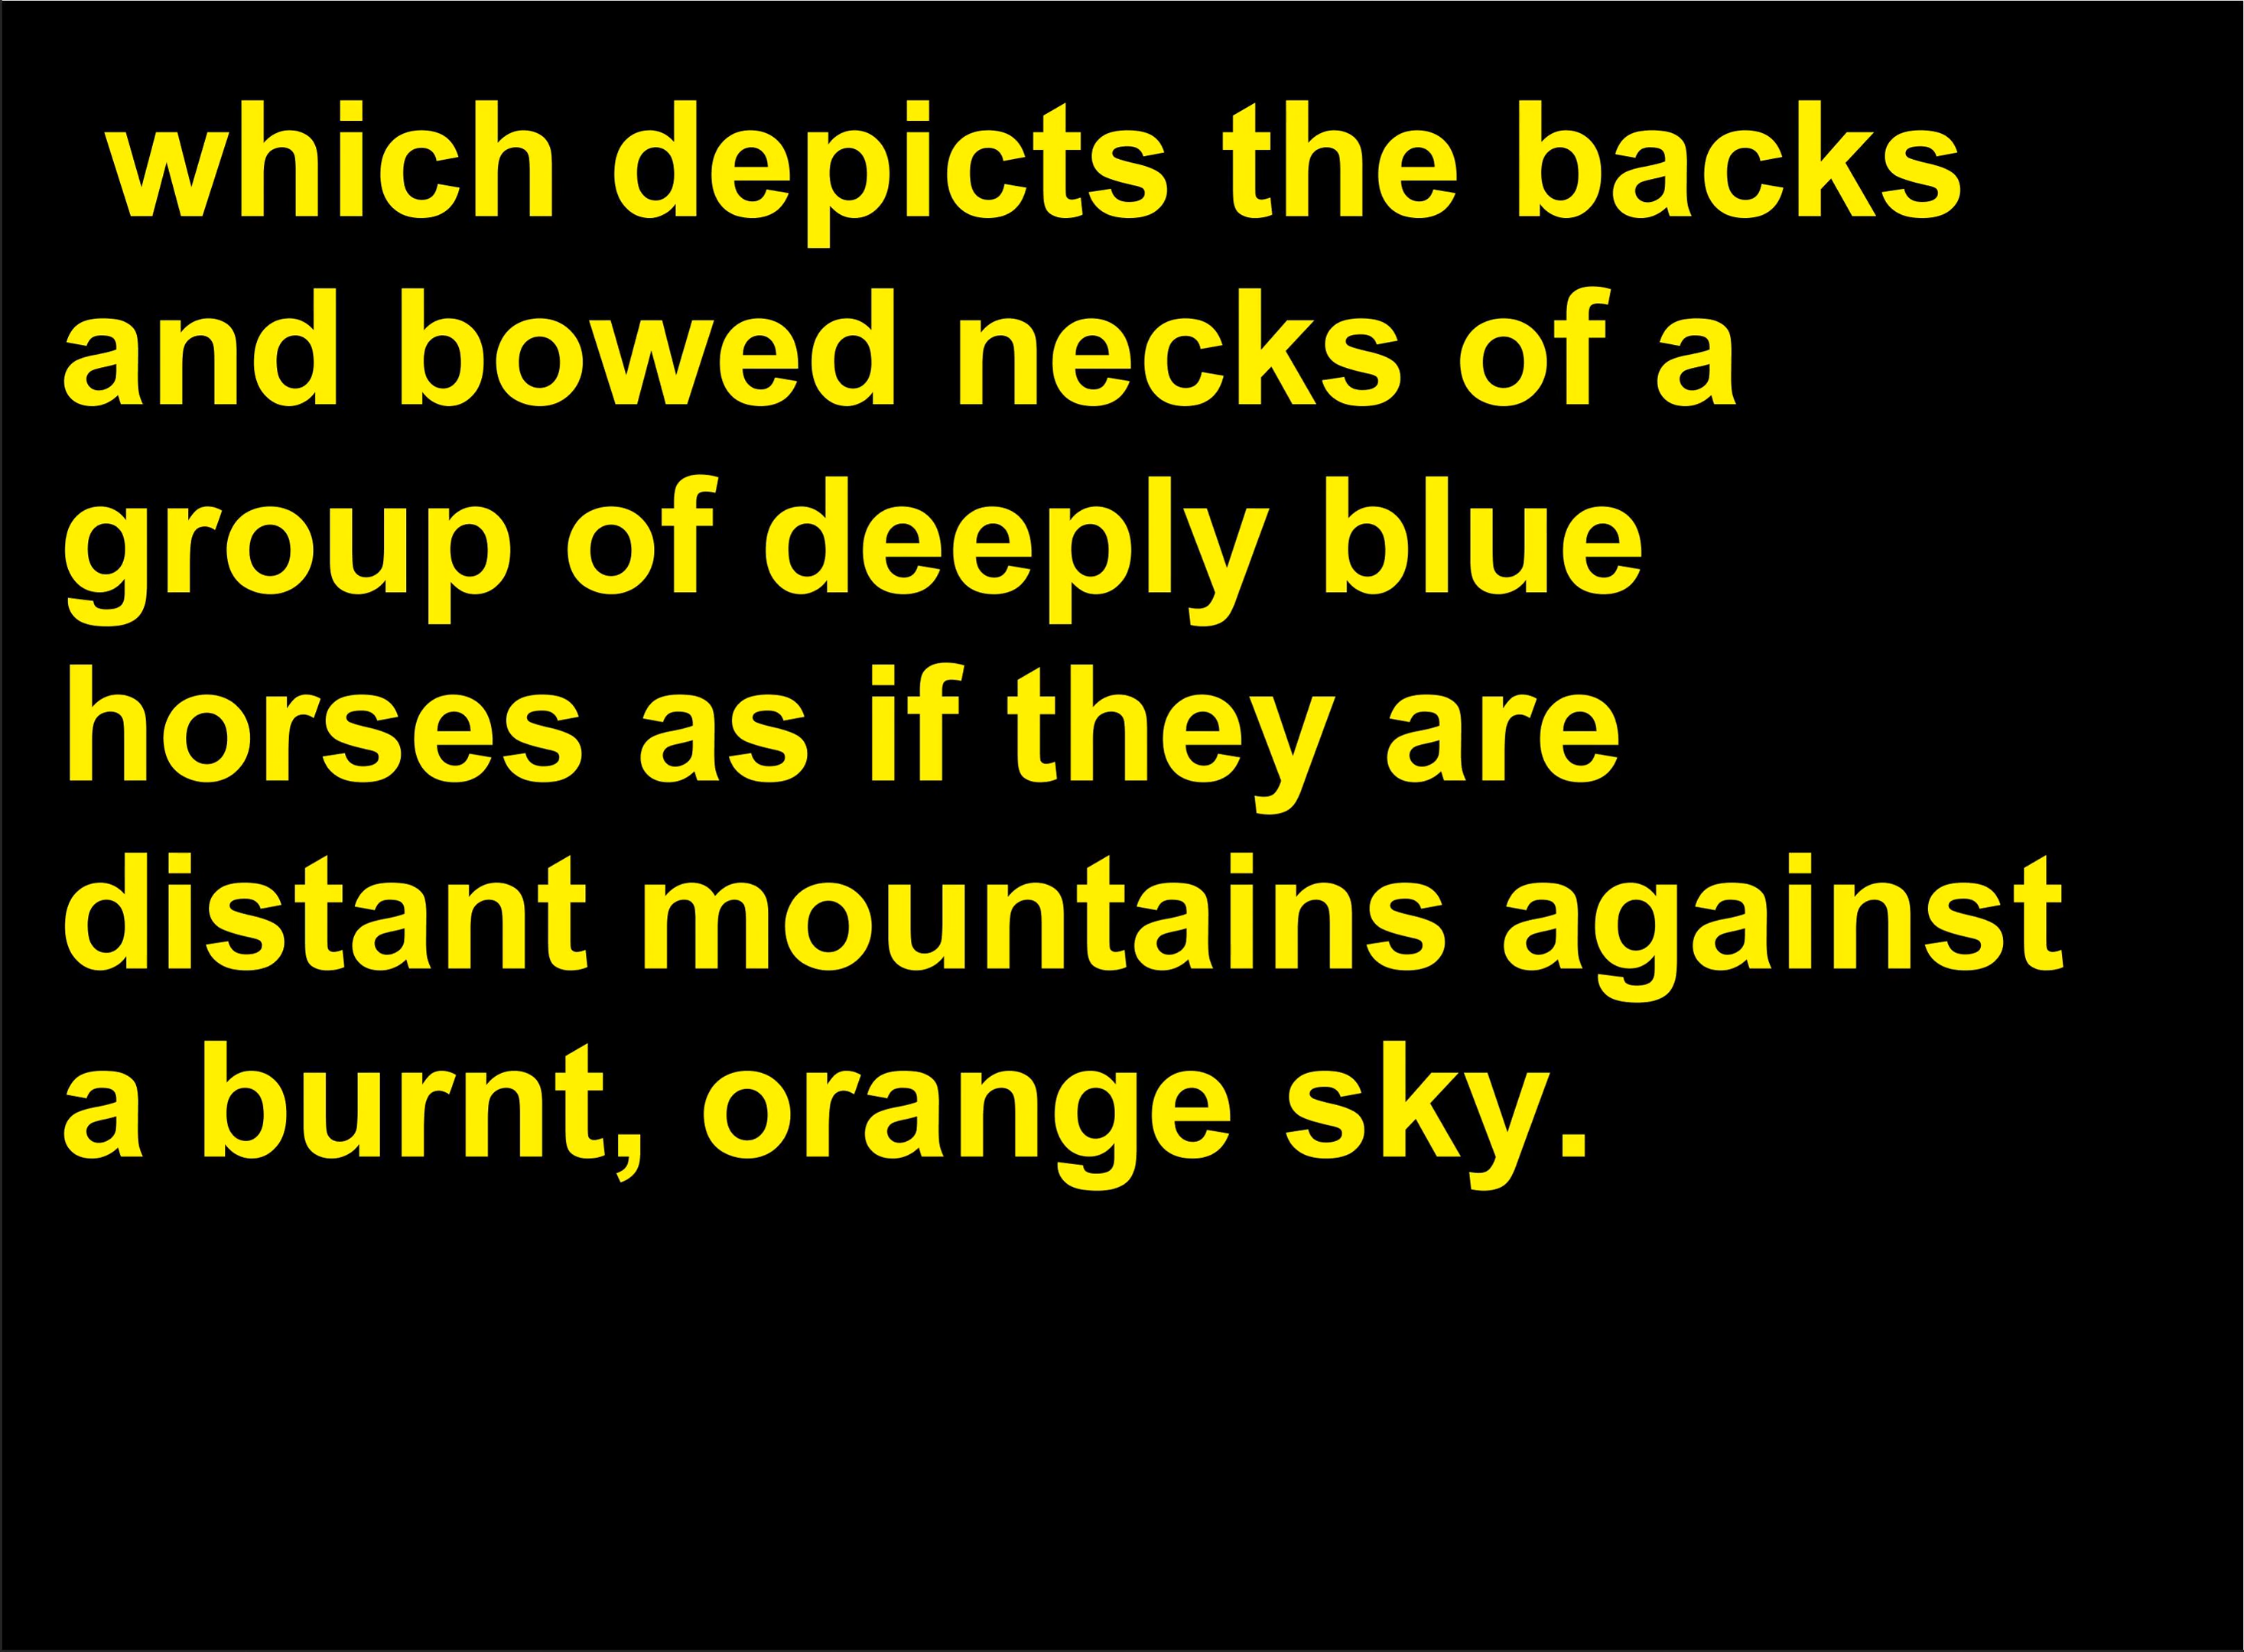 which depicts the backs
and bowed necks of a
group of deeply blue
horses as if they are
distant mountains against
a burnt, orange sky.